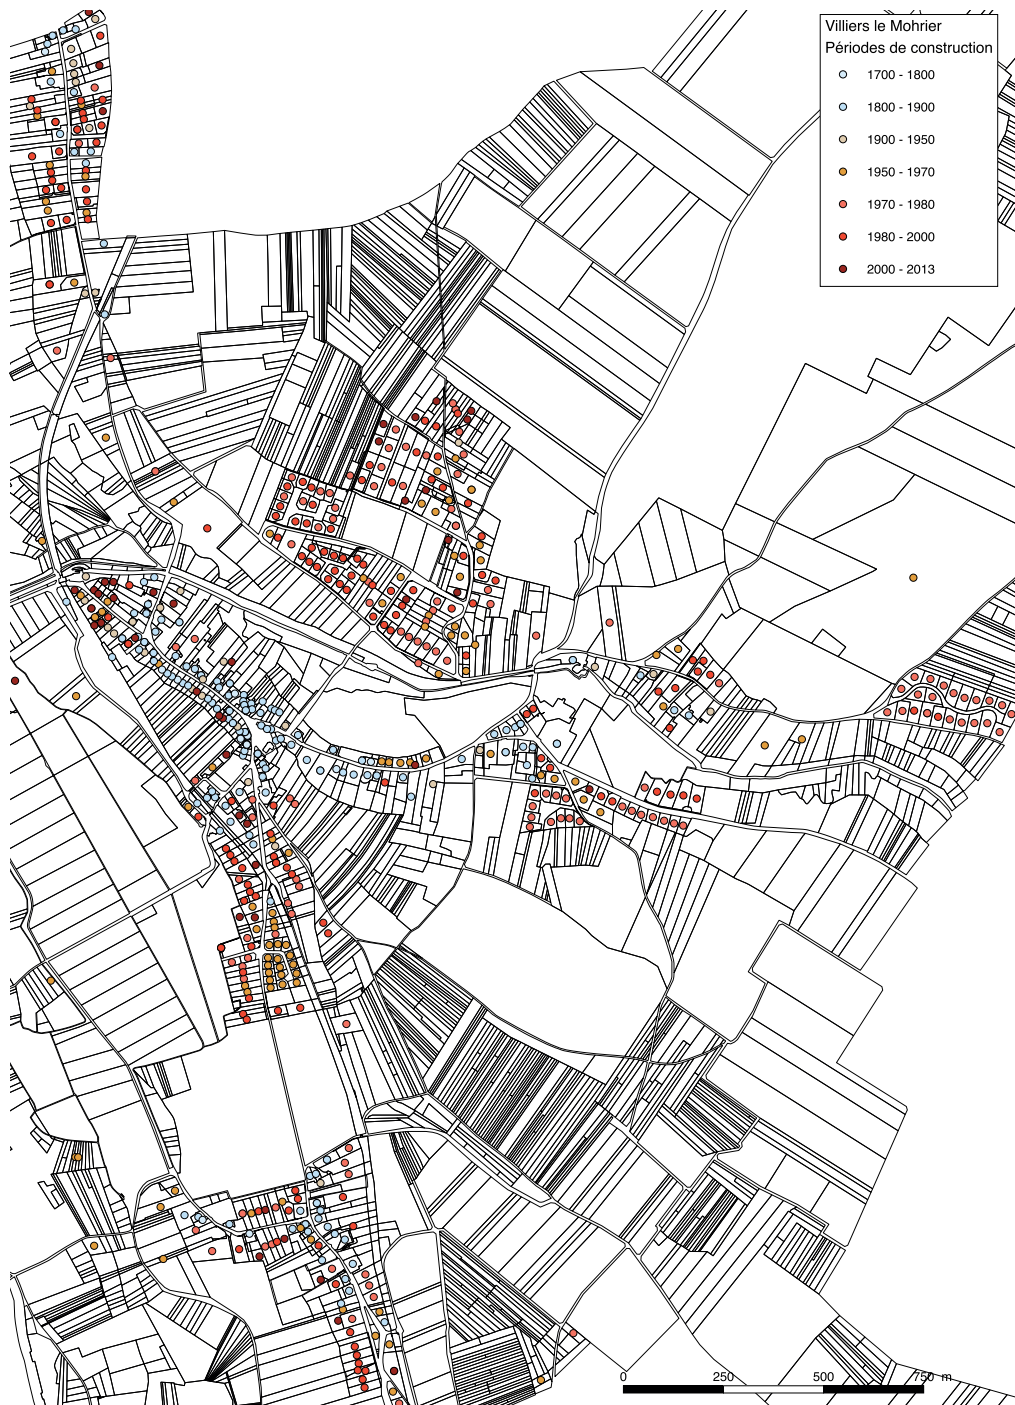 Villiers le Mohrier
Périodes de construction
1700 - 1800
1800 - 1900
1900 - 1950
1950 - 1970
1970 - 1980
1980 - 2000
2000 - 2013
0 250 500 750 m